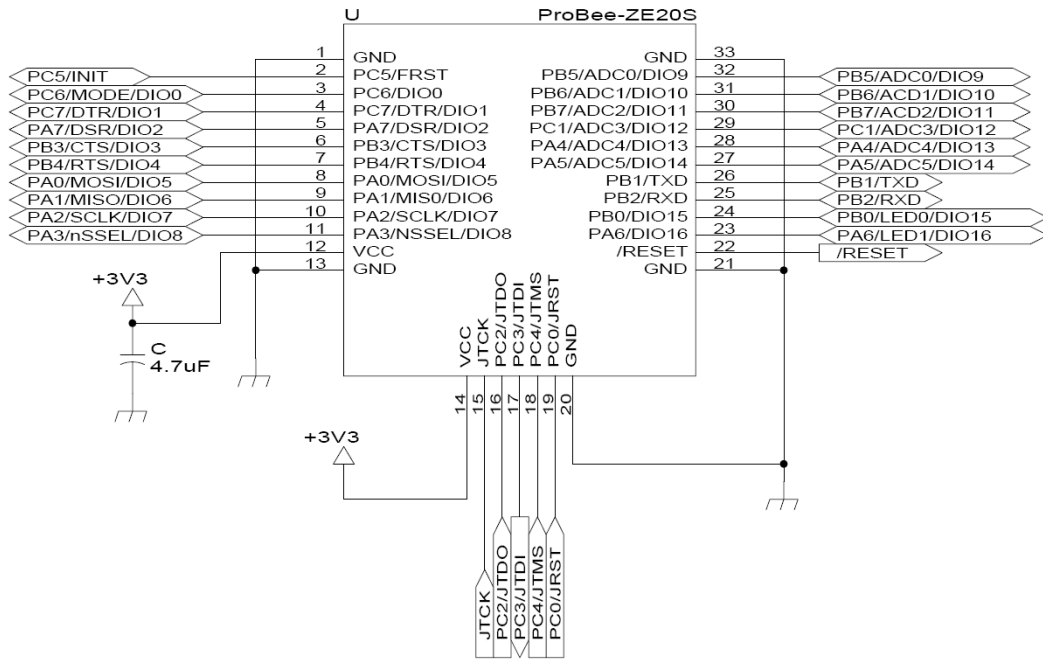 U ProBee-ZE20S
1 GND GND 33
PC5/INIT 2 PC5/FRST PB5/ADC0/DIO9 32 PB5/ADC0/DIO9
PC6/MODE/DIO0 3 PC6/DIO0 PB6/ADC1/DIO10 31 PB6/ACD1/DIO10
PC7/DTR/DIO1 4 PC7/DTR/DIO1 PB7/ADC2/DIO11 30 PB7/ACD2/DIO11
PA7/DSR/DIO2 5 PA7/DSR/DIO2 PC1/ADC3/DIO12 29 PC1/ADC3/DIO12
PB3/CTS/DIO3 6 PB3/CTS/DIO3 PA4/ADC4/DIO13 28 PA4/ADC4/DIO13
PB4/RTS/DIO4 7 PB4/RTS/DIO4 PA5/ADC5/DIO14 27 PA5/ADC5/DIO14
PA0/MOSI/DIO5 8 PA0/MOSI/DIO5 PB1/TXD 26 PB1/TXD
PA1/MISO/DIO6 9 PA1/MIS0/DIO6 PB2/RXD 25 PB2/RXD
PA2/SCLK/DIO7 10 PA2/SCLK/DIO7 PB0/DIO15 24 PB0/LED0/DIO15
PA3/nSSEL/DIO8 11 PA3/NSSEL/DIO8 PA6/DIO16 23 PA6/LED1/DIO16
12 VCC /RESET 22 /RESET
13 GND GND 21
+3V3
C
4.7uF
VCC
JTCK
PC2/JTDO
PC3/JTDI
PC4/JTMS
PC0/JRST
GND
14
15
16
17
18
19
20
+3V3
JTCK
PC2/JTDO
PC3/JTDI
PC4/JTMS
PC0/JRST